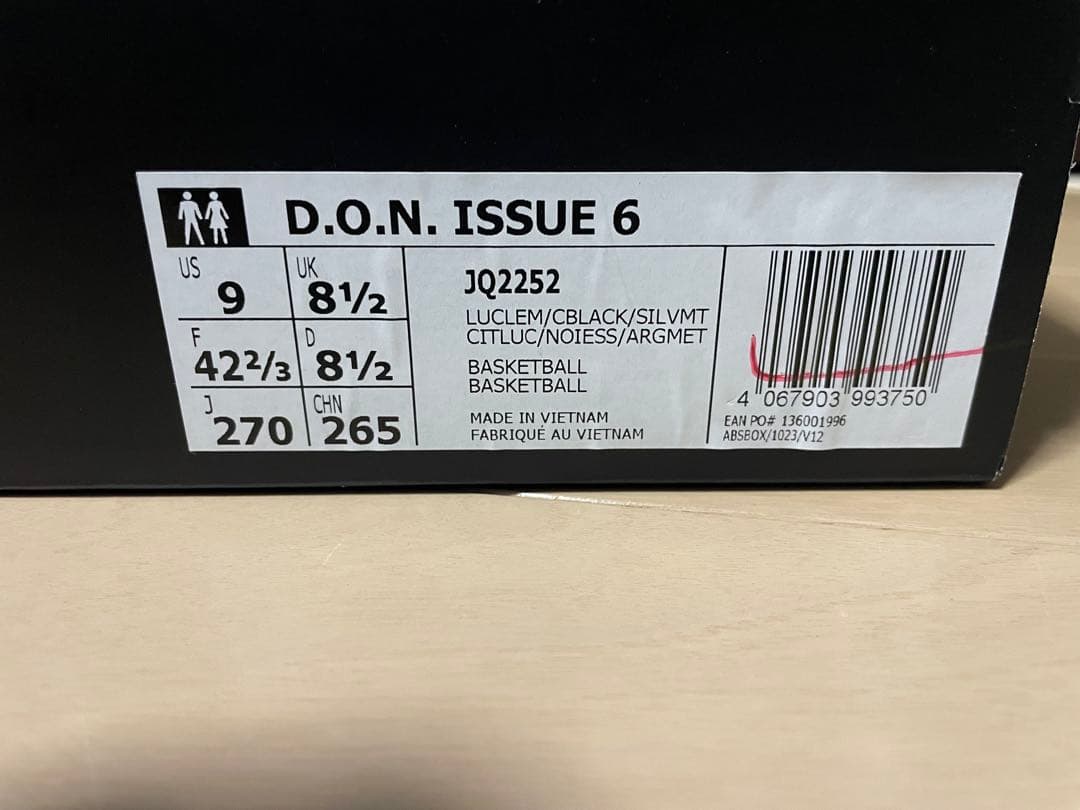 D.O.N. ISSUE 6
US
9
UK
8½
F
42⅔
D
8½
J
270
CHN
265
JQ2252
LUCLEM/CBLACK/SILVMT
CITLUC/NOIESS/ARGMET
BASKETBALL
BASKETBALL
MADE IN VIETNAM
FABRIQUÉ AU VIETNAM
4 067903 993750
EAN PO# 136001996
ABSBOX/1023/V12